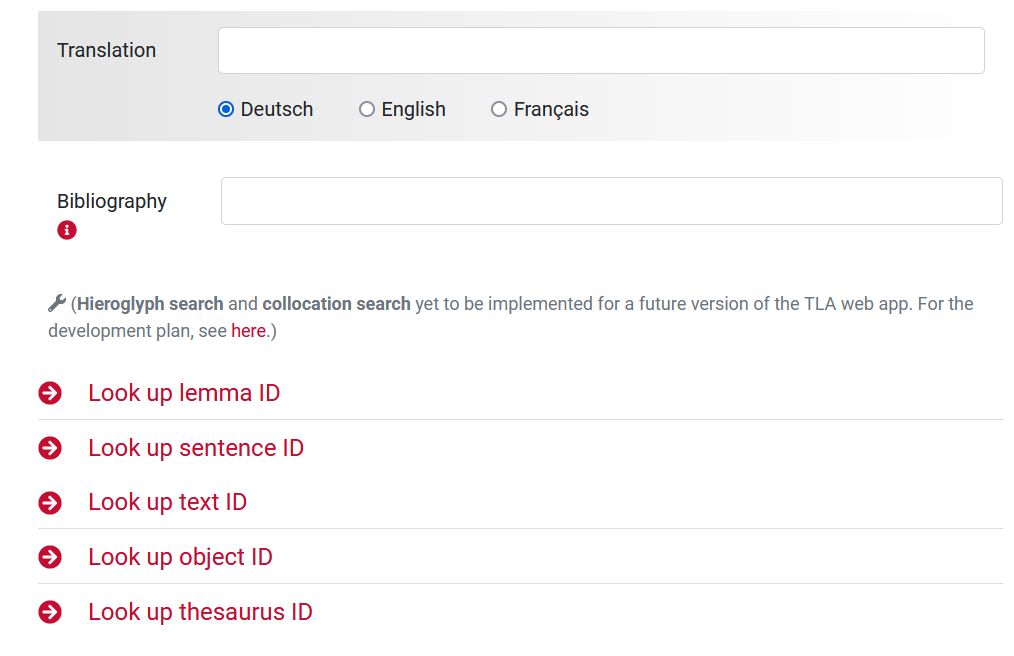 Translation
Deutsch English Français
Bibliography
(Hieroglyph search and collocation search yet to be implemented for a future version of the TLA web app. For the
development plan, see here.)
Look up lemma ID
Look up sentence ID
Look up text ID
Look up object ID
Look up thesaurus ID